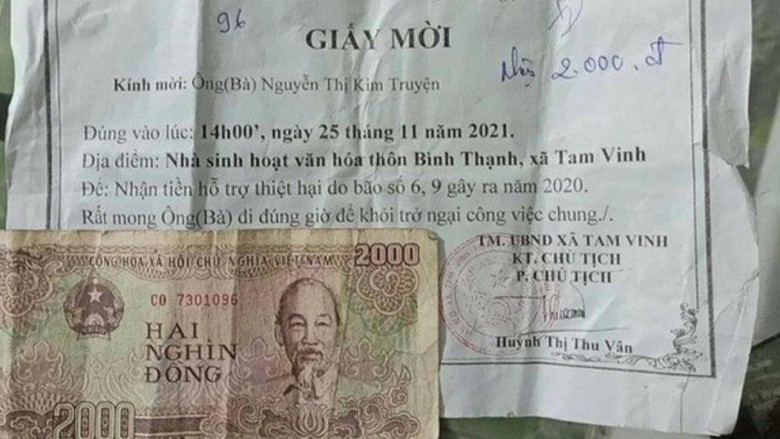 96
GIẤY MỜI
Nhận 2.000.đ
Kính mời: Ông(Bà) Nguyễn Thị Kim Truyện
Đúng vào lúc: 14h00’, ngày 25 tháng 11 năm 2021.
Địa điểm: Nhà sinh hoạt văn hóa thôn Bình Thạnh, xã Tam Vinh
Đề: Nhận tiền hỗ trợ thiệt hại do bão số 6, 9 gây ra năm 2020.
Rất mong Ông(Bà) đi đúng giờ để khỏi trở ngại công việc chung./.
TM. UBND XÃ TAM VINH
KT. CHỦ TỊCH
P. CHỦ TỊCH
Huỳnh Thị Thu Vân
CỘNG HÒA XÃ HỘI CHỦ NGHĨA VIỆT NAM
2000
CO 7301096
HAI
NGHÌN
ĐỒNG
2000